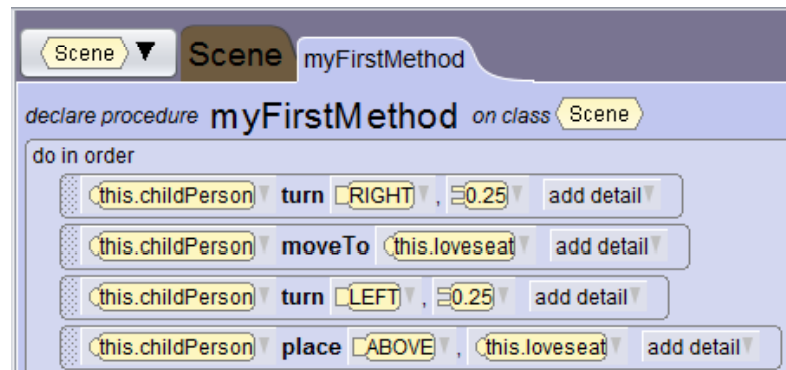 Scene Scene myFirstMethod
declare procedure myFirstMethod on class Scene
do in order
this.childPerson turn RIGHT , 0.25 add detail
this.childPerson moveTo this.loveseat add detail
this.childPerson turn LEFT , 0.25 add detail
this.childPerson place ABOVE , this.loveseat add detail